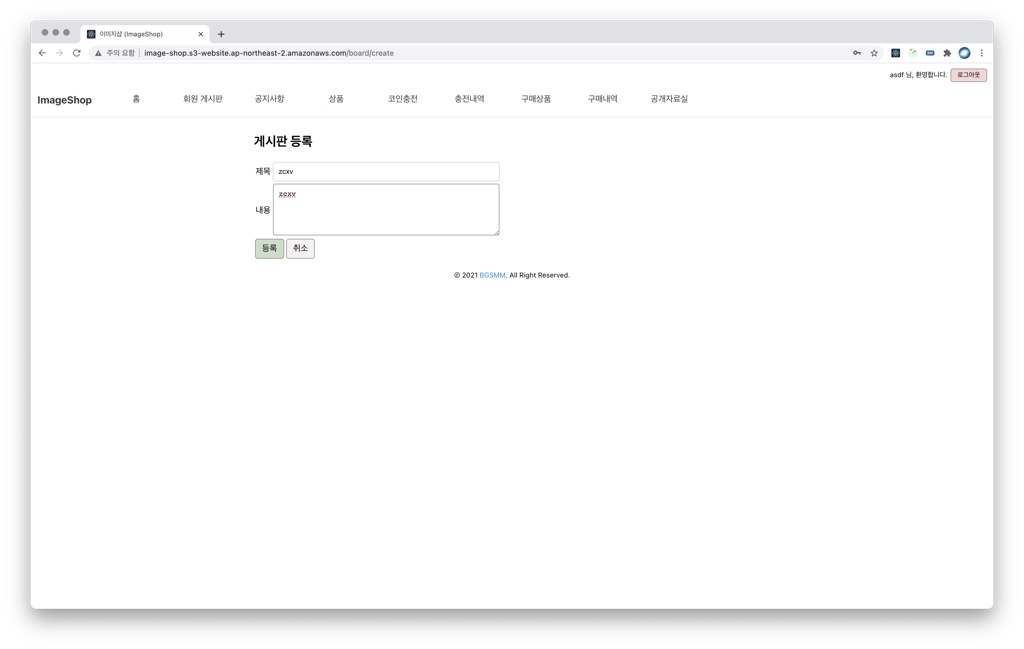 이미지샵 (ImageShop)
주의 요함 image-shop.s3-website.ap-northeast-2.amazonaws.com/board/create
asdf 님, 환영합니다. 로그아웃
ImageShop 홈 회원 게시판 공지사항 상품 코인충전 충전내역 구매상품 구매내역 공개자료실
게시판 등록
제목 zcxv
내용 zcxv
등록 취소
© 2021 BGSMM. All Right Reserved.